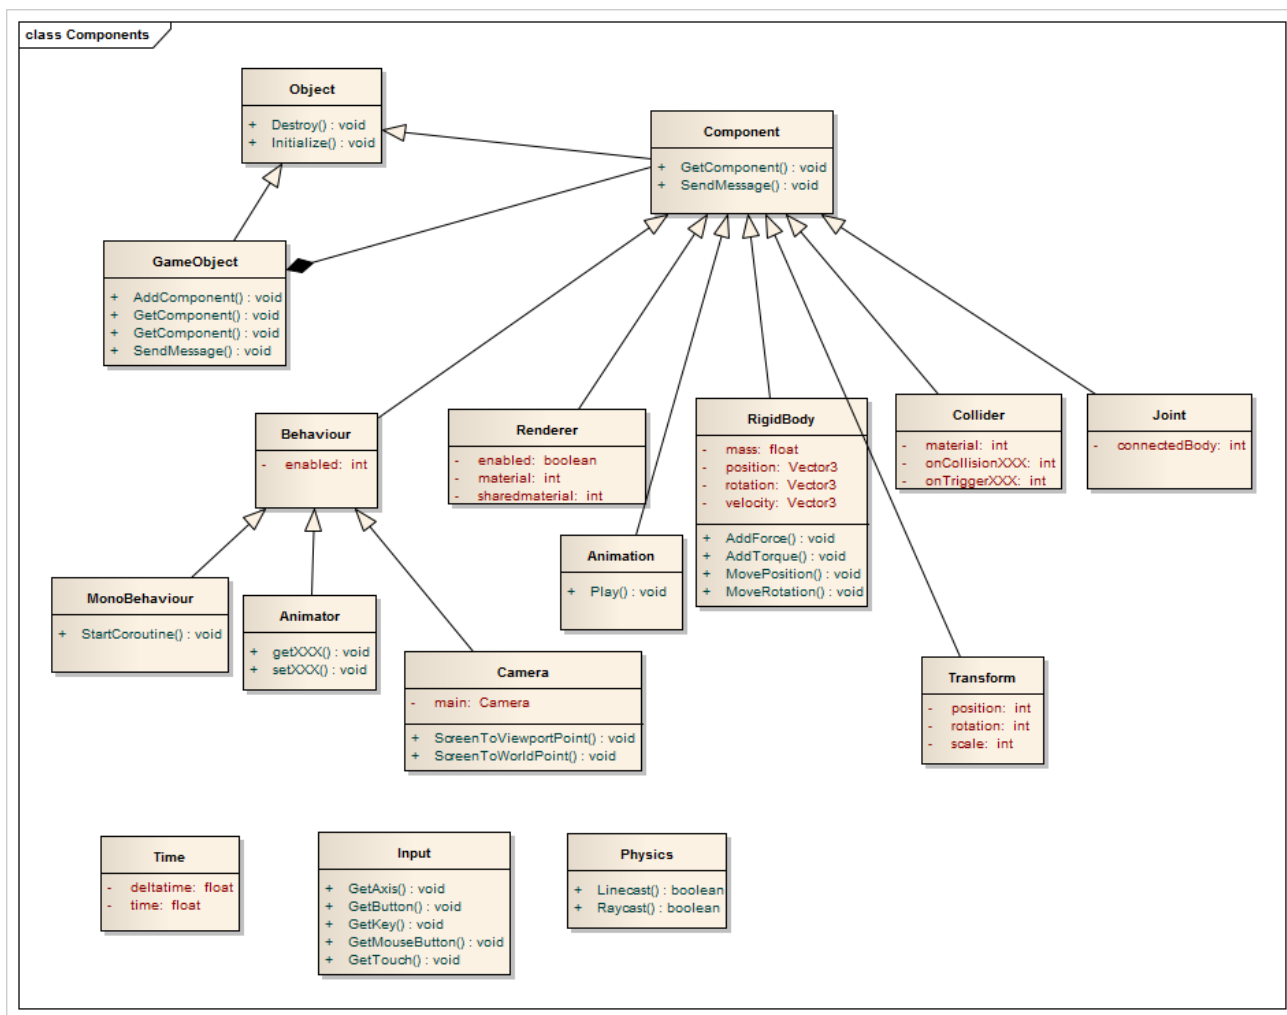 class Components
Object
+ Destroy() : void
+ Initialize() : void
Component
+ GetComponent() : void
+ SendMessage() : void
GameObject
+ AddComponent() : void
+ GetComponent() : void
+ GetComponent() : void
+ SendMessage() : void
Behaviour
- enabled: int
Renderer
- enabled: boolean
- material: int
- sharedmaterial: int
RigidBody
- mass: float
- position: Vector3
- rotation: Vector3
- velocity: Vector3
+ AddForce() : void
+ AddTorque() : void
+ MovePosition() : void
+ MoveRotation() : void
Collider
- material: int
- onCollisionXXX: int
- onTriggerXXX: int
Joint
- connectedBody: int
Animation
+ Play() : void
MonoBehaviour
+ StartCoroutine() : void
Animator
+ getXXX() : void
+ setXXX() : void
Camera
- main: Camera
+ ScreenToViewportPoint() : void
+ ScreenToWorldPoint() : void
Transform
- position: int
- rotation: int
- scale: int
Time
- deltatime: float
- time: float
Input
+ GetAxis() : void
+ GetButton() : void
+ GetKey() : void
+ GetMouseButton() : void
+ GetTouch() : void
Physics
+ Linecast() : boolean
+ Raycast() : boolean